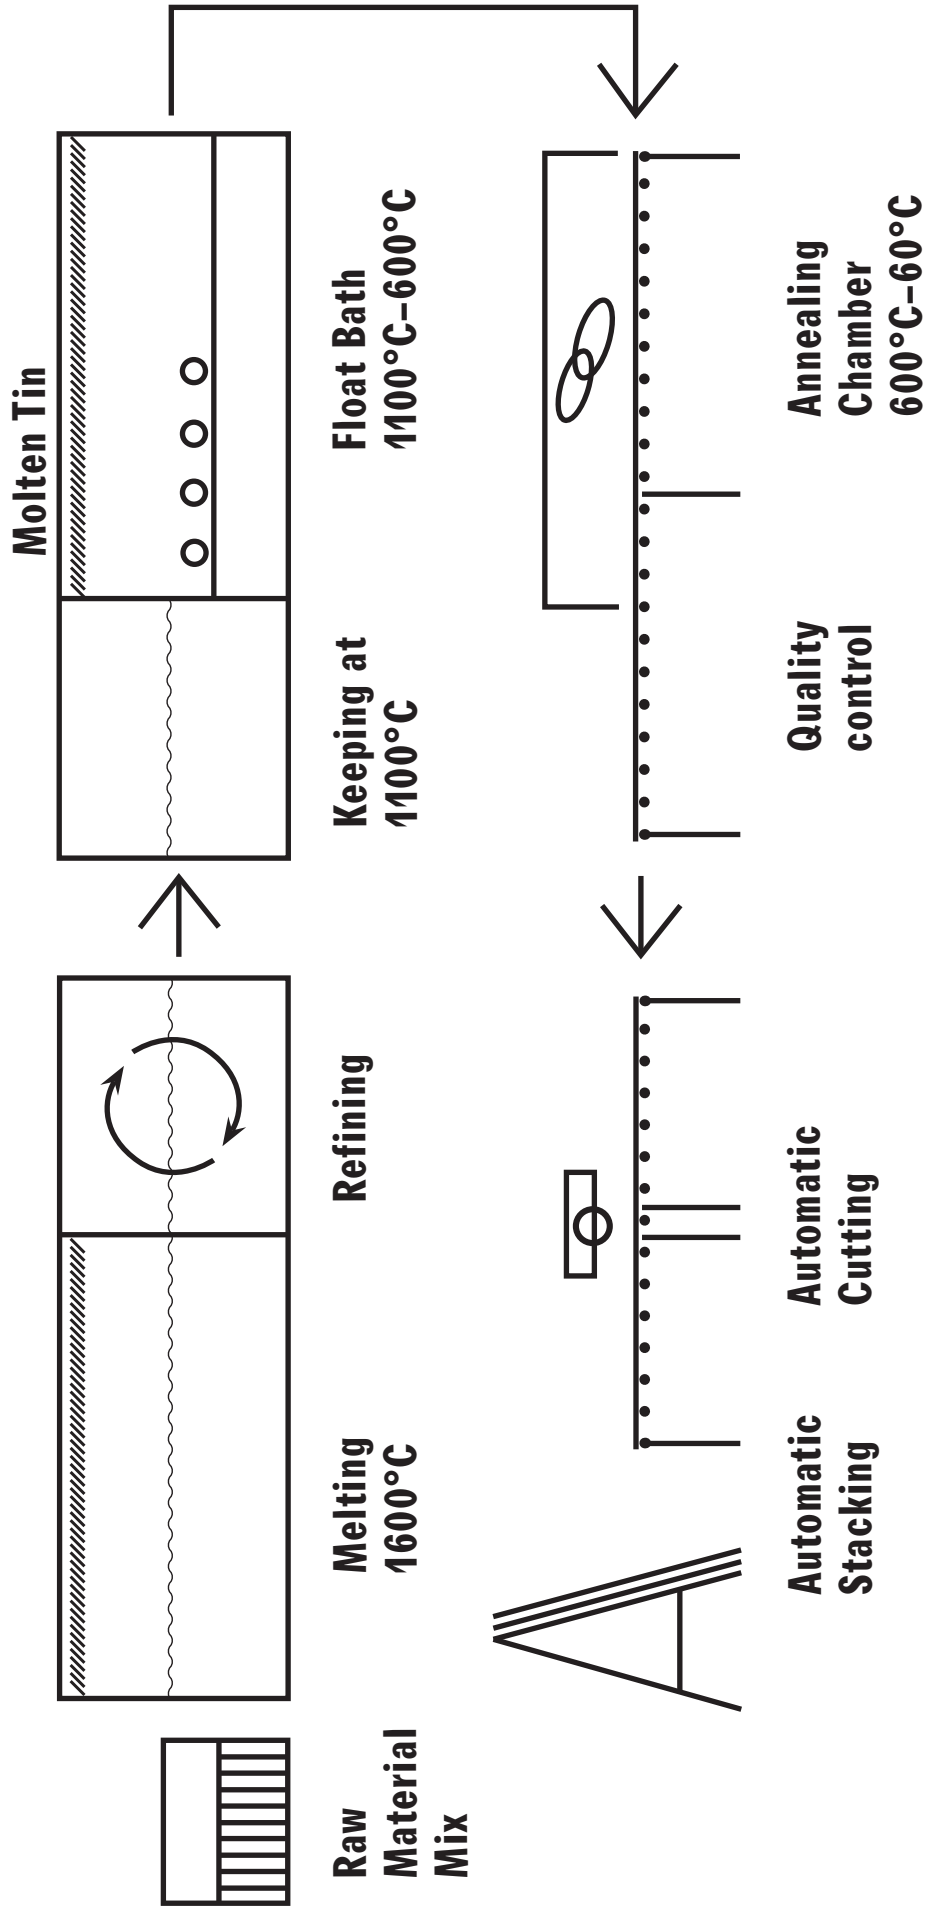 Molten Tin
Raw
Material
Mix
Melting
1600°C
Refining
Keeping at
1100°C
Float Bath
1100°C–600°C
Automatic
Stacking
Automatic
Cutting
Quality
control
Annealing
Chamber
600°C–60°C